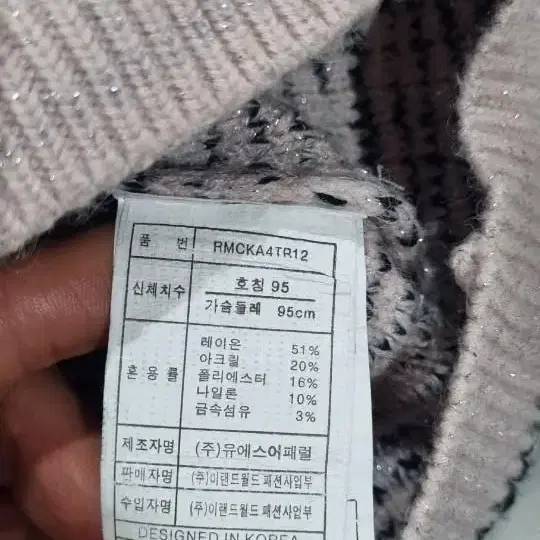 품 번 RMCKA4TR12
신체치수 호칭 95
가슴둘레 95cm
혼용률 레이온 51%
아크릴 20%
폴리에스터 16%
나일론 10%
금속섬유 3%
제조자명 (주)유에스어패럴
판매자명 (주)이랜드월드 패션사업부
수입자명 (주)이랜드월드 패션사업부
DESIGNED IN KOREA